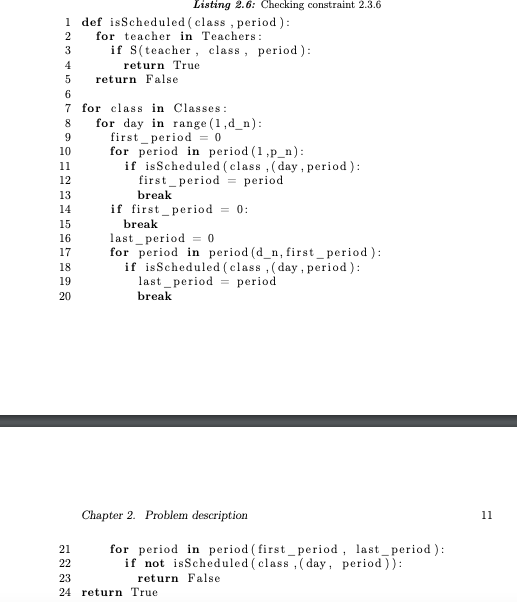 Listing 2.6: Checking constraint 2.3.6
1 def isScheduled(class,period):
2   for teacher in Teachers:
3     if S(teacher, class, period):
4       return True
5   return False
6
7 for class in Classes:
8   for day in range(1,d_n):
9     first_period = 0
10     for period in period(1,p_n):
11       if isScheduled(class,(day,period):
12         first_period = period
13         break
14     if first_period = 0:
15       break
16     last_period = 0
17     for period in period(d_n,first_period):
18       if isScheduled(class,(day,period):
19         last_period = period
20         break
Chapter 2. Problem description 11
21     for period in period(first_period, last_period):
22       if not isScheduled(class,(day, period)):
23         return False
24 return True